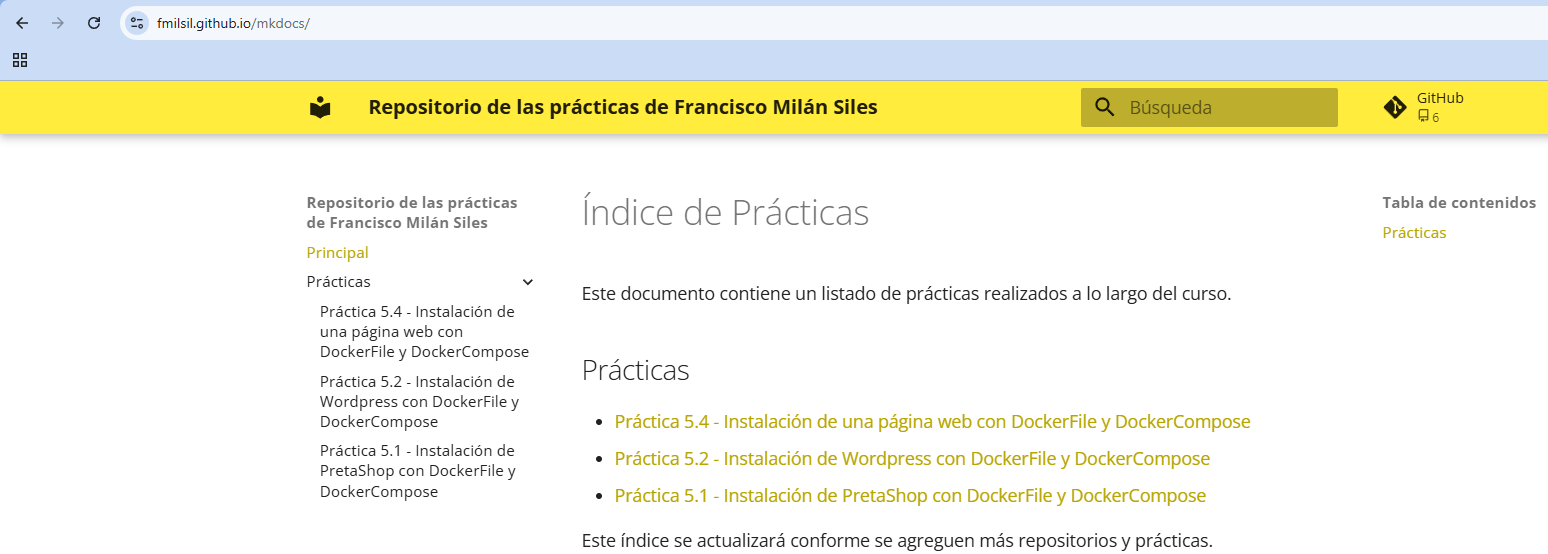 fmilsil.github.io/mkdocs/
Repositorio de las prácticas de Francisco Milán Siles
Búsqueda
GitHub
6
Repositorio de las prácticas
de Francisco Milán Siles
Principal
Prácticas
Práctica 5.4 - Instalación de
una página web con
DockerFile y DockerCompose
Práctica 5.2 - Instalación de
Wordpress con DockerFile y
DockerCompose
Práctica 5.1 - Instalación de
PretaShop con DockerFile y
DockerCompose
Índice de Prácticas
Este documento contiene un listado de prácticas realizados a lo largo del curso.
Prácticas
Práctica 5.4 - Instalación de una página web con DockerFile y DockerCompose
Práctica 5.2 - Instalación de Wordpress con DockerFile y DockerCompose
Práctica 5.1 - Instalación de PretaShop con DockerFile y DockerCompose
Este índice se actualizará conforme se agreguen más repositorios y prácticas.
Tabla de contenidos
Prácticas